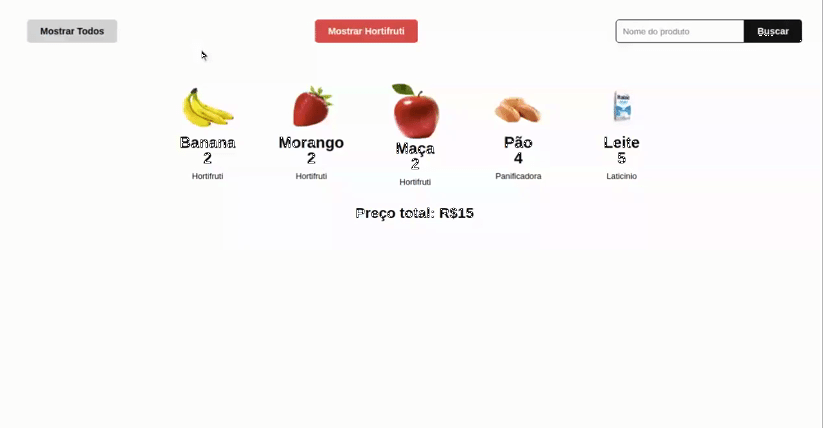 Mostrar Todos
Mostrar Hortifruti
Nome do produto
Buscar
Banana
2
Hortifruti
Morango
2
Hortifruti
Maça
2
Hortifruti
Pão
4
Panificadora
Leite
5
Laticinio
Preço total: R$15